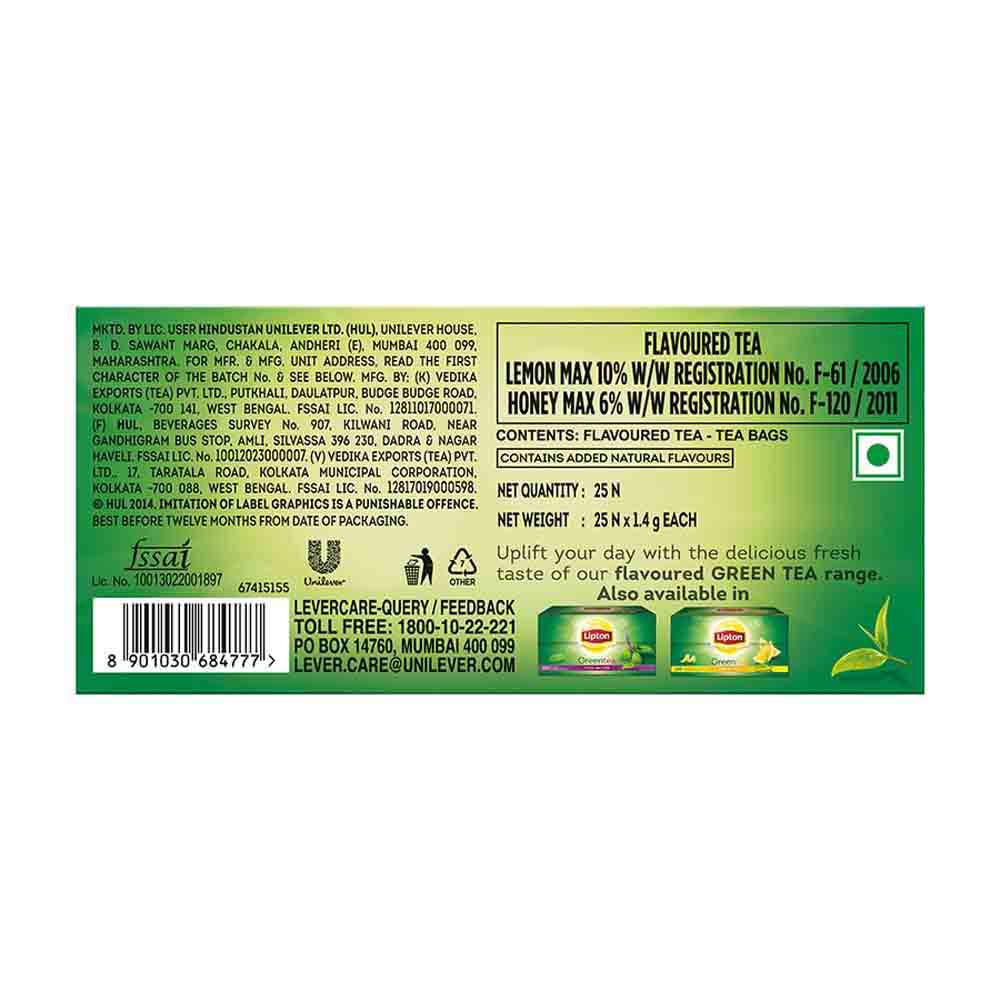 MKTD. BY LIC. USER HINDUSTAN UNILEVER LTD. (HUL), UNILEVER HOUSE,
B. D. SAWANT MARG, CHAKALA, ANDHERI (E), MUMBAI 400 099,
MAHARASHTRA. FOR MFR. & MFG. UNIT ADDRESS, READ THE FIRST
CHARACTER OF THE BATCH No. & SEE BELOW. MFG. BY: (K) VEDIKA
EXPORTS (TEA) PVT. LTD., PUTKHALI, DAULATPUR, BUDGE BUDGE ROAD,
KOLKATA -700 141, WEST BENGAL. FSSAI LIC. No. 12811017000071.
(F) HUL, BEVERAGES SURVEY No. 907, KILWANI ROAD, NEAR
GANDHIGRAM BUS STOP, AMLI, SILVASSA 396 230, DADRA & NAGAR
HAVELI. FSSAI LIC. No. 10012023000007. (V) VEDIKA EXPORTS (TEA) PVT.
LTD., 17, TARATALA ROAD, KOLKATA MUNICIPAL CORPORATION,
KOLKATA -700 088, WEST BENGAL. FSSAI LIC. No. 12817019000598.
© HUL 2014. IMITATION OF LABEL GRAPHICS IS A PUNISHABLE OFFENCE.
BEST BEFORE TWELVE MONTHS FROM DATE OF PACKAGING.
fssai
Lic. No. 10013022001897
Unilever
7
OTHER
67415155
8 901030 684777 >
LEVERCARE-QUERY / FEEDBACK
TOLL FREE: 1800-10-22-221
PO BOX 14760, MUMBAI 400 099
LEVER.CARE@UNILEVER.COM
FLAVOURED TEA
LEMON MAX 10% W/W REGISTRATION No. F-61 / 2006
HONEY MAX 6% W/W REGISTRATION No. F-120 / 2011
CONTENTS: FLAVOURED TEA - TEA BAGS
CONTAINS ADDED NATURAL FLAVOURS
NET QUANTITY : 25 N
NET WEIGHT : 25 N x 1.4 g EACH
Uplift your day with the delicious fresh
taste of our flavoured GREEN TEA range.
Also available in
Lipton
Greentea
Lipton
Green